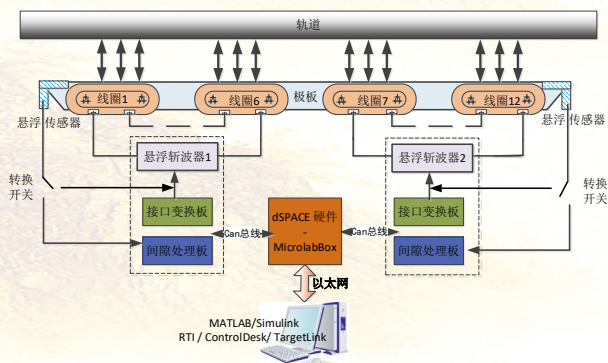 轨道
线圈1
线圈6
极板
线圈7
线圈12
悬浮 传感器
悬浮 传感器
悬浮斩波器1
悬浮斩波器2
转换
开关
转换
开关
接口变换板
dSPACE 硬件
-
MicrolabBox
接口变换板
Can总线
Can总线
间隙处理板
间隙处理板
以太网
MATLAB/Simulink
RTI / ControlDesk/ TargetLink